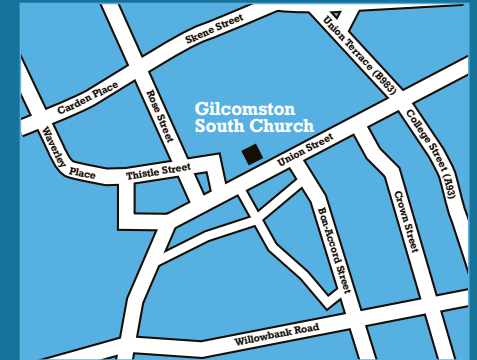 Skene Street
Union Terrace (B983)
Carden Place
Rose Street
Gilcomston
South Church
Union Street
College Street (A93)
Waverley Place
Thistle Street
Crown Street
Bon-Accord Street
Willowbank Road